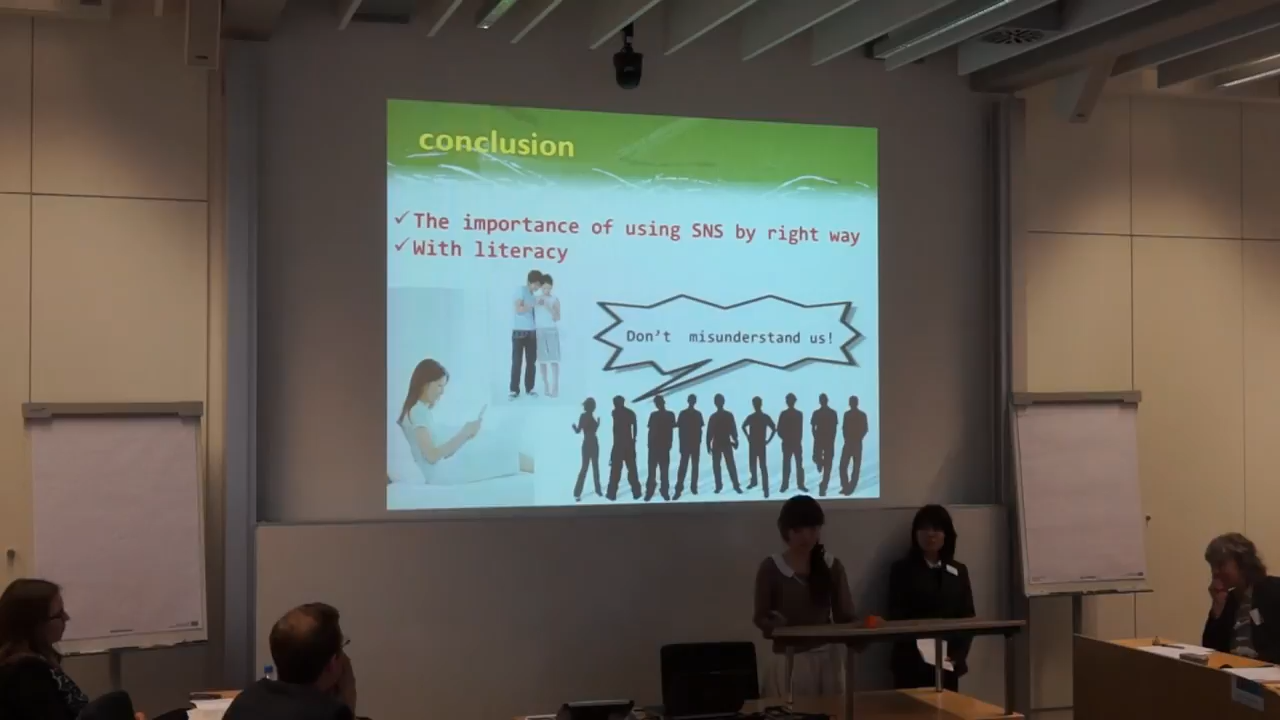 conclusion
✓The importance of using SNS by right way
✓With literacy
Don't misunderstand us!